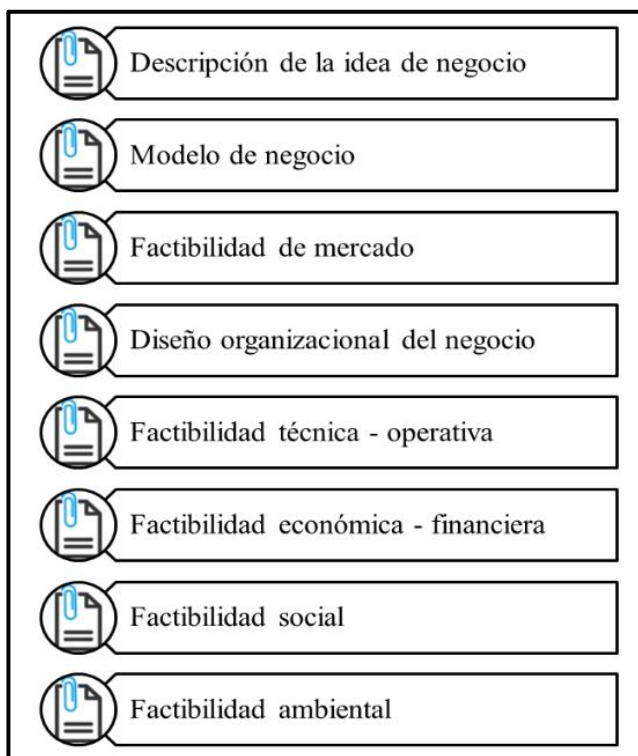 Descripción de la idea de negocio
Modelo de negocio
Factibilidad de mercado
Diseño organizacional del negocio
Factibilidad técnica - operativa
Factibilidad económica - financiera
Factibilidad social
Factibilidad ambiental